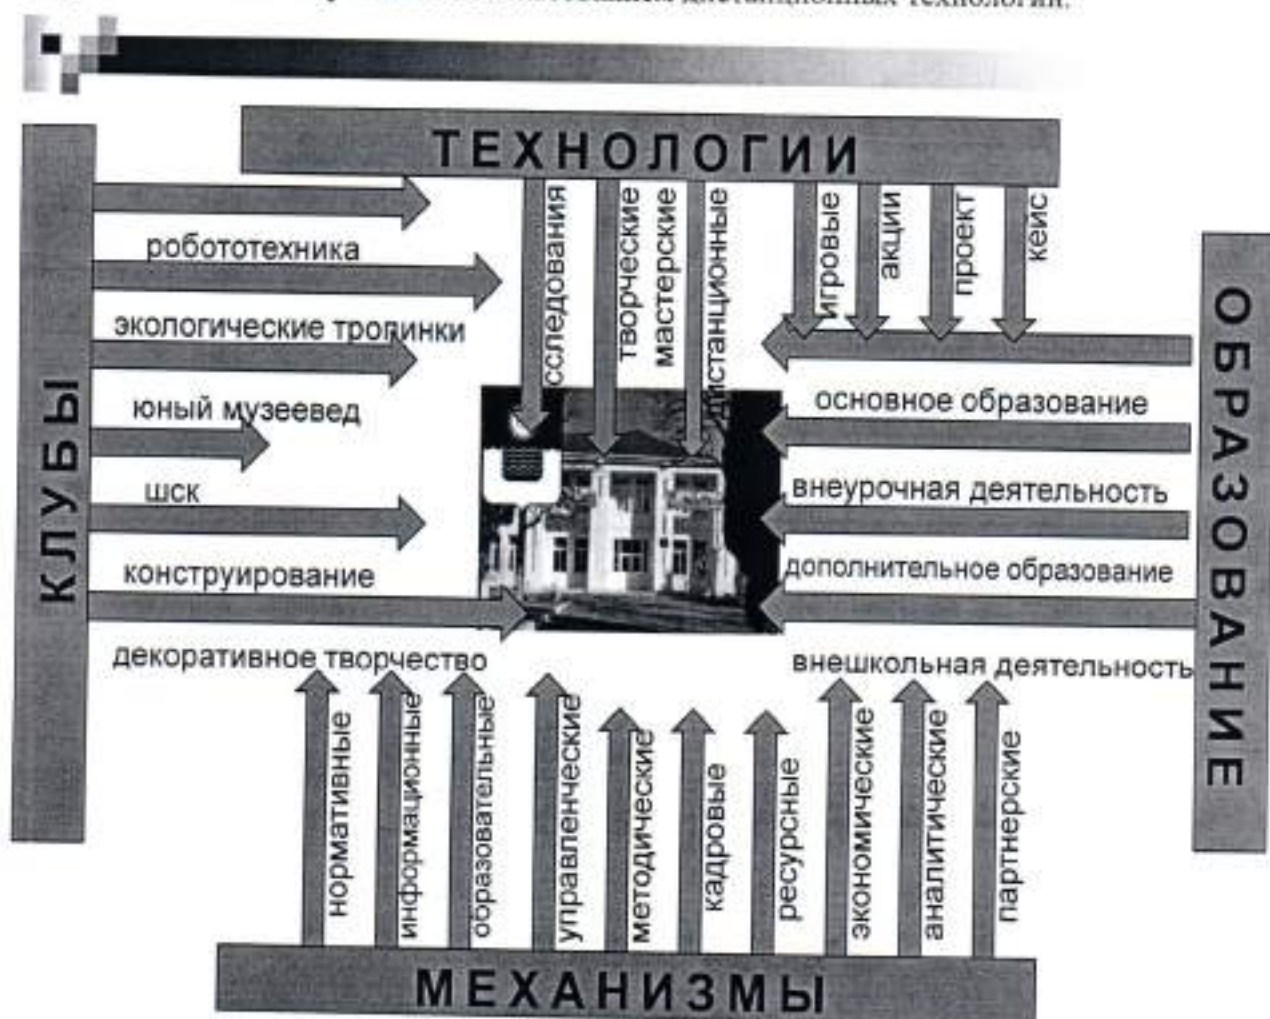 дистанционных технологий.
ТЕХНОЛОГИИ
исследования
творческие
мастерские
дистанционные
игровые
акции
проект
кейс
КЛУБЫ
робототехника
экологические тропинки
юный музеевед
шск
конструирование
декоративное творчество
ОБРАЗОВАНИЕ
основное образование
внеурочная деятельность
дополнительное образование
внешкольная деятельность
нормативные
информационные
образовательные
управленческие
методические
кадровые
ресурсные
экономические
аналитические
партнерские
МЕХАНИЗМЫ